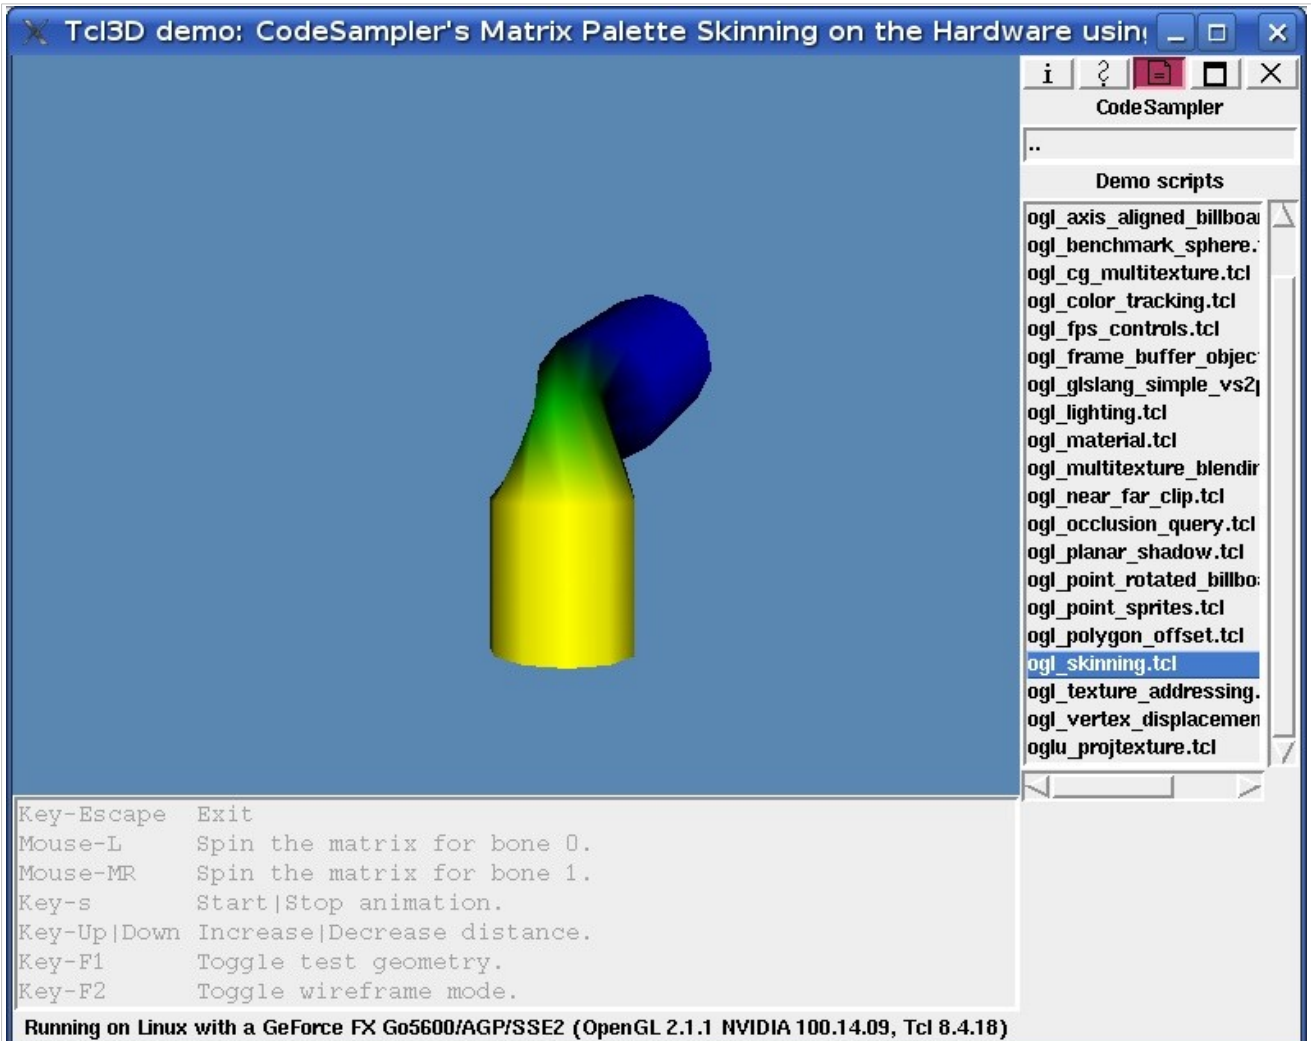 Tcl3D demo: CodeSampler's Matrix Palette Skinning on the Hardware using
i ?
CodeSampler
..
Demo scripts
ogl_axis_aligned_billboar
ogl_benchmark_sphere.
ogl_cg_multitexture.tcl
ogl_color_tracking.tcl
ogl_fps_controls.tcl
ogl_frame_buffer_objec
ogl_glslang_simple_vs2p
ogl_lighting.tcl
ogl_material.tcl
ogl_multitexture_blendin
ogl_near_far_clip.tcl
ogl_occlusion_query.tcl
ogl_planar_shadow.tcl
ogl_point_rotated_billbo
ogl_point_sprites.tcl
ogl_polygon_offset.tcl
ogl_skinning.tcl
ogl_texture_addressing.
ogl_vertex_displacemen
oglu_projtexture.tcl
Key-Escape Exit
Mouse-L Spin the matrix for bone 0.
Mouse-MR Spin the matrix for bone 1.
Key-s Start|Stop animation.
Key-Up|Down Increase|Decrease distance.
Key-F1 Toggle test geometry.
Key-F2 Toggle wireframe mode.
Running on Linux with a GeForce FX Go5600/AGP/SSE2 (OpenGL 2.1.1 NVIDIA 100.14.09, Tcl 8.4.18)